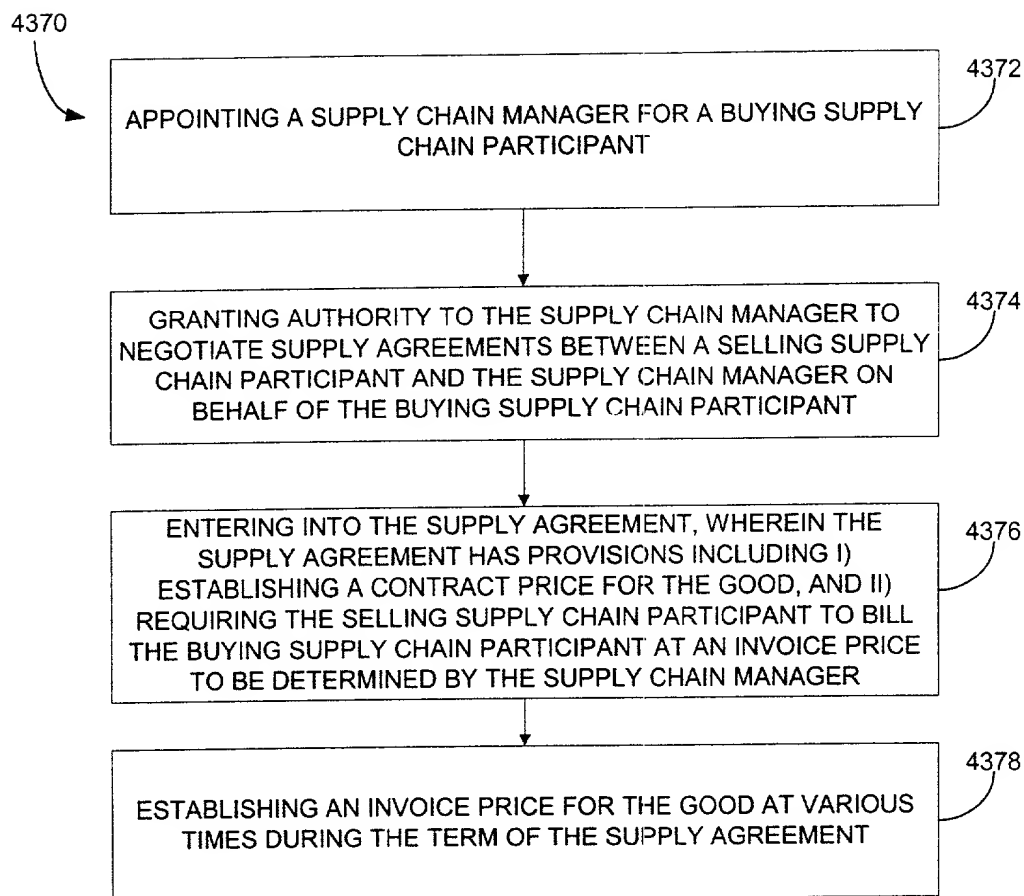 4370
4372
APPOINTING A SUPPLY CHAIN MANAGER FOR A BUYING SUPPLY
CHAIN PARTICIPANT
4374
GRANTING AUTHORITY TO THE SUPPLY CHAIN MANAGER TO
NEGOTIATE SUPPLY AGREEMENTS BETWEEN A SELLING SUPPLY
CHAIN PARTICIPANT AND THE SUPPLY CHAIN MANAGER ON
BEHALF OF THE BUYING SUPPLY CHAIN PARTICIPANT
4376
ENTERING INTO THE SUPPLY AGREEMENT, WHEREIN THE
SUPPLY AGREEMENT HAS PROVISIONS INCLUDING I)
ESTABLISHING A CONTRACT PRICE FOR THE GOOD, AND II)
REQUIRING THE SELLING SUPPLY CHAIN PARTICIPANT TO BILL
THE BUYING SUPPLY CHAIN PARTICIPANT AT AN INVOICE PRICE
TO BE DETERMINED BY THE SUPPLY CHAIN MANAGER
4378
ESTABLISHING AN INVOICE PRICE FOR THE GOOD AT VARIOUS
TIMES DURING THE TERM OF THE SUPPLY AGREEMENT